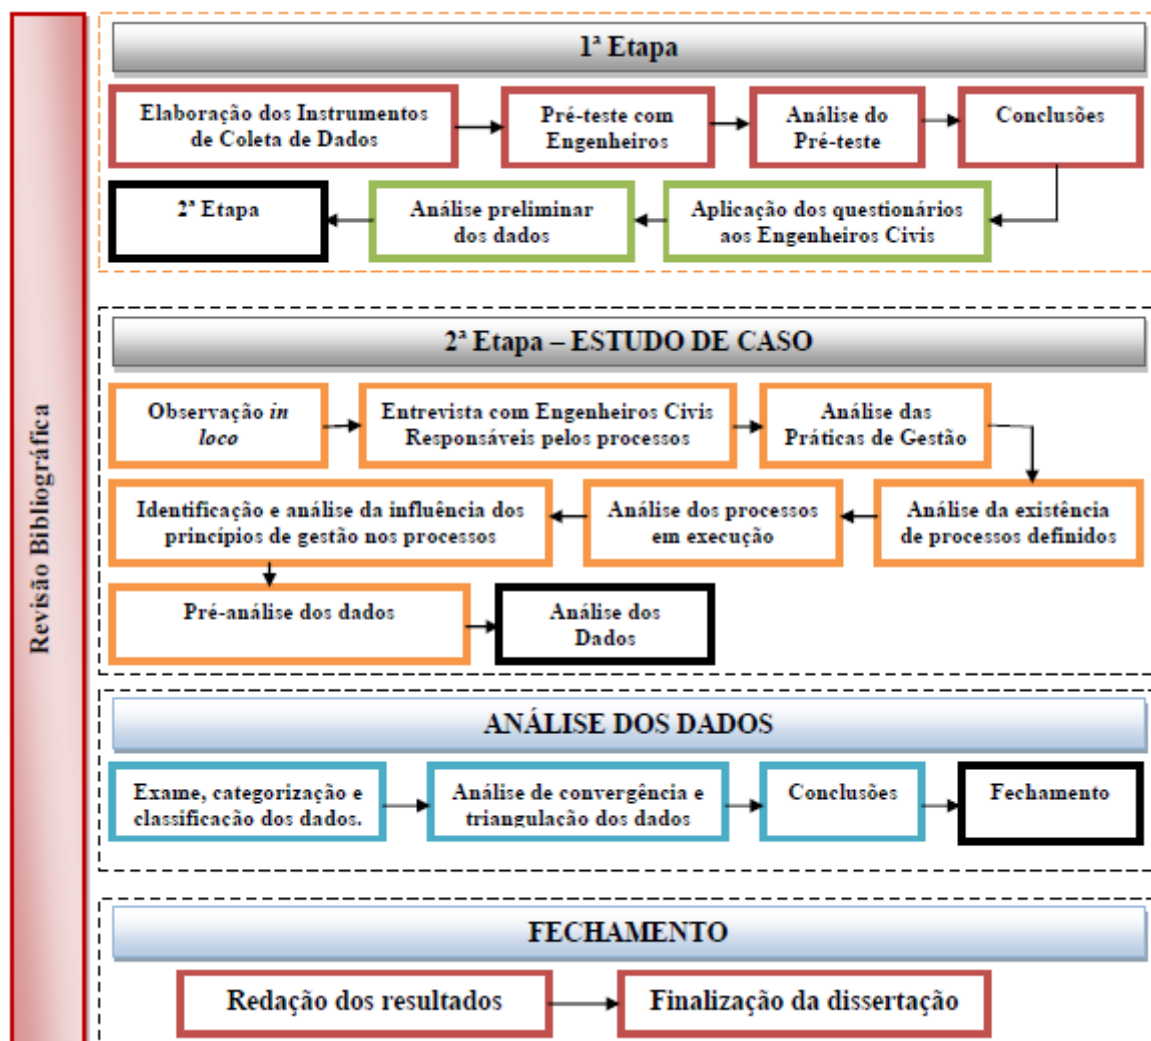 Revisão Bibliográfica
1ª Etapa
Elaboração dos Instrumentos
de Coleta de Dados
Pré-teste com
Engenheiros
Análise do
Pré-teste
Conclusões
Aplicação dos questionários
aos Engenheiros Civis
Análise preliminar
dos dados
2ª Etapa
2ª Etapa – ESTUDO DE CASO
Observação in
loco
Entrevista com Engenheiros Civis
Responsáveis pelos processos
Análise das
Práticas de Gestão
Análise da existência
de processos definidos
Análise dos processos
em execução
Identificação e análise da influência dos
princípios de gestão nos processos
Pré-análise dos dados
Análise dos
Dados
ANÁLISE DOS DADOS
Exame, categorização e
classificação dos dados.
Análise de convergência e
triangulação dos dados
Conclusões
Fechamento
FECHAMENTO
Redação dos resultados
Finalização da dissertação